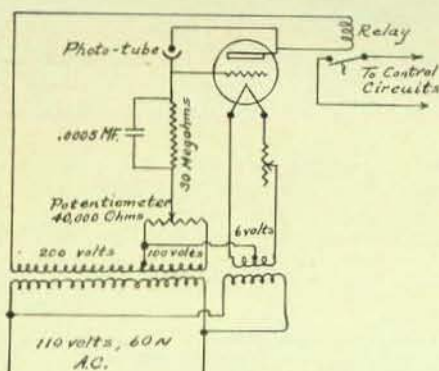 Relay
Photo-tube
To Control
Circuits
.0005 MF.
30 Megohms
Potentiometer
40,000 Ohms
200 volts
100 volts
6 volts
110 volts, 60~
A.C.